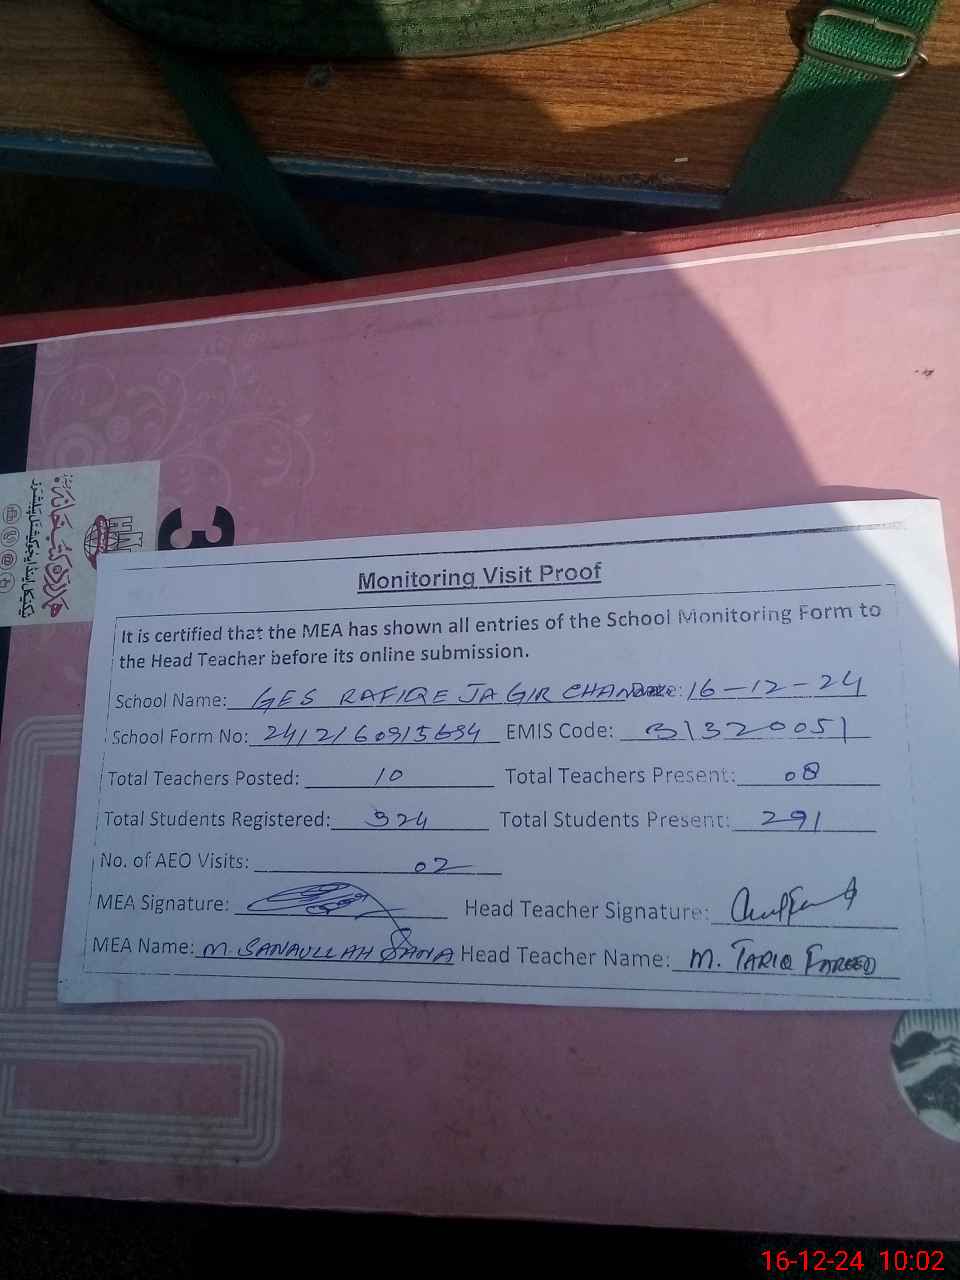 Monitoring Visit Proof
It is certified that the MEA has shown all entries of the School Monitoring Form to
the Head Teacher before its online submission.
School Name: GES RAFIQE JAGIR CHAND Date: 16-12-24
School Form No: 2412160915694 EMIS Code: 31320051
Total Teachers Posted: 10 Total Teachers Present: 08
Total Students Registered: 324 Total Students Present: 291
No. of AEO Visits: 02
MEA Signature: Head Teacher Signature:
MEA Name: M. SANAULLAH SANA Head Teacher Name: M. TARIQ FAREED
16-12-24 10:02